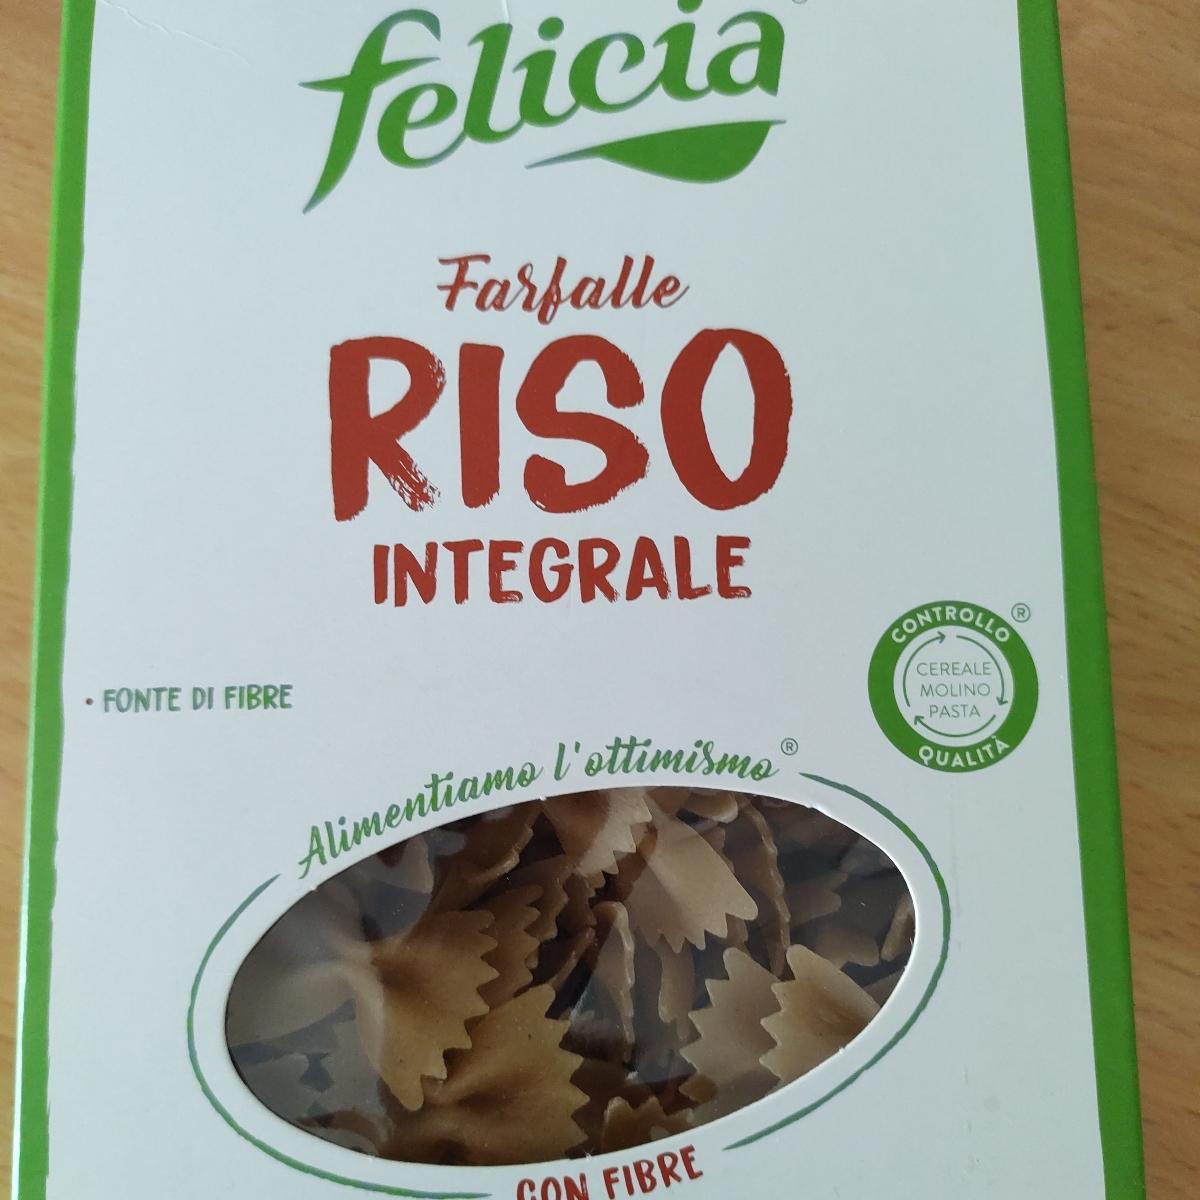 felicia
Farfalle
RISO
INTEGRALE
CONTROLLO ®
CEREALE
MOLINO
PASTA
QUALITÀ
• FONTE DI FIBRE
Alimentiamo l'ottimismo ®
CON FIBRE